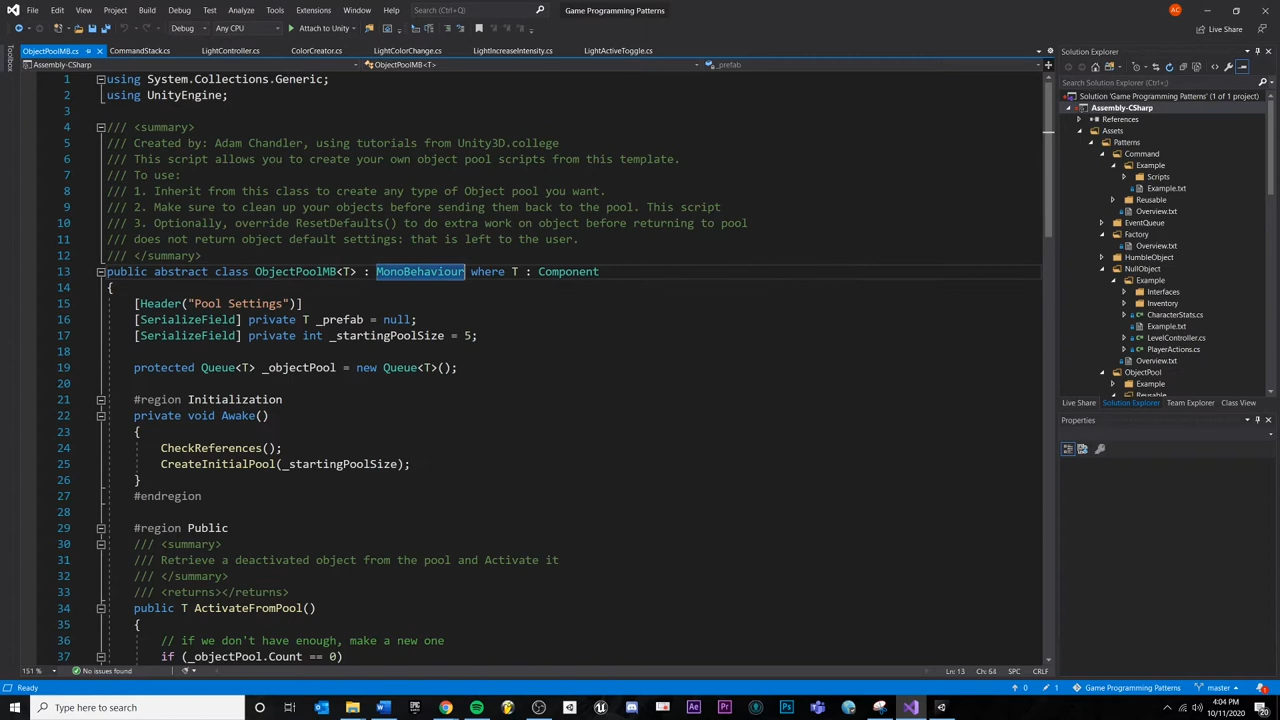 File Edit View Project Build Debug Test Analyze Tools Extensions Window Help Search (Ctrl+Q) Game Programming Patterns AC
Debug Any CPU Attach to Unity Live Share
ObjectPoolMB.cs CommandStack.cs LightController.cs ColorCreator.cs LightColorChange.cs LightIncreaseIntensity.cs LightActiveToggle.cs
Assembly-CSharp ObjectPoolMB<T> _prefab
Toolbox
1 using System.Collections.Generic;
2 using UnityEngine;
3
4 /// <summary>
5 /// Created by: Adam Chandler, using tutorials from Unity3D.college
6 /// This script allows you to create your own object pool scripts from this template.
7 /// To use:
8 /// 1. Inherit from this class to create any type of Object pool you want.
9 /// 2. Make sure to clean up your objects before sending them back to the pool. This script
10 /// 3. Optionally, override ResetDefaults() to do extra work on object before returning to pool
11 /// does not return object default settings: that is left to the user.
12 /// </summary>
13 public abstract class ObjectPoolMB<T> : MonoBehaviour where T : Component
14 {
15 [Header("Pool Settings")]
16 [SerializeField] private T _prefab = null;
17 [SerializeField] private int _startingPoolSize = 5;
18
19 protected Queue<T> _objectPool = new Queue<T>();
20
21 #region Initialization
22 private void Awake()
23 {
24 CheckReferences();
25 CreateInitialPool(_startingPoolSize);
26 }
27 #endregion
28
29 #region Public
30 /// <summary>
31 /// Retrieve a deactivated object from the pool and Activate it
32 /// </summary>
33 /// <returns></returns>
34 public T ActivateFromPool()
35 {
36 // if we don't have enough, make a new one
37 if (_objectPool.Count == 0)
151 % No issues found Ln: 13 Ch: 64 SPC CRLF
Solution Explorer
Search Solution Explorer (Ctrl+;)
Solution 'Game Programming Patterns' (1 of 1 project)
Assembly-CSharp
References
Assets
Patterns
Command
Example
Scripts
Example.txt
Reusable
Overview.txt
EventQueue
Factory
Overview.txt
HumbleObject
NullObject
Example
Interfaces
Inventory
CharacterStats.cs
Example.txt
LevelController.cs
PlayerActions.cs
Overview.txt
ObjectPool
Example
Reusable
Live Share Solution Explorer Team Explorer Class View
Properties
Ready 0 1 Game Programming Patterns master 1
Type here to search Ae Pr Ps 4:04 PM
10/11/2020 20